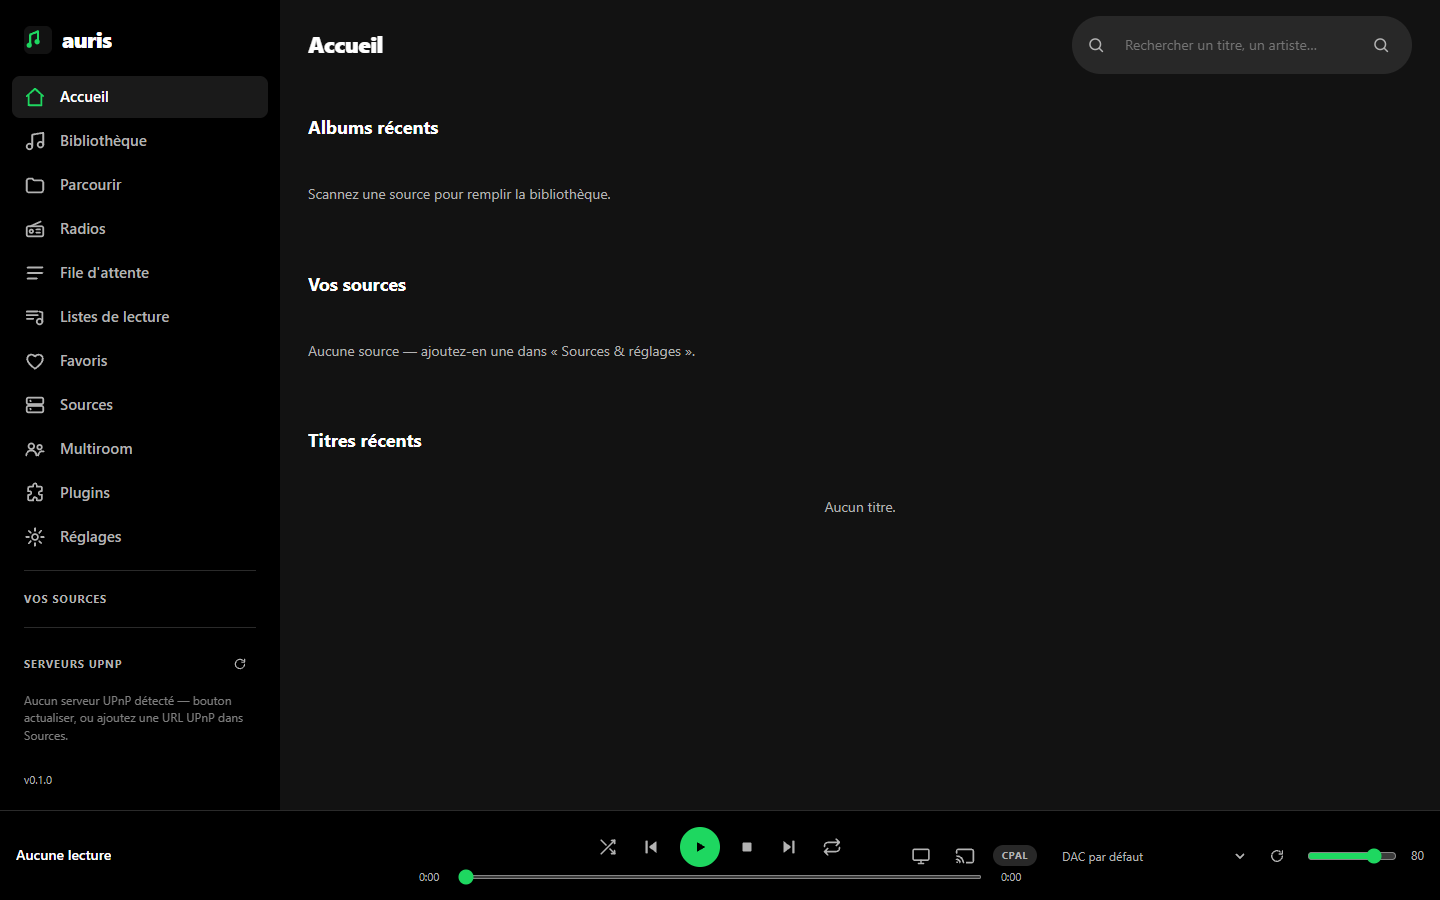 auris
Accueil
Bibliothèque
Parcourir
Radios
File d'attente
Listes de lecture
Favoris
Sources
Multiroom
Plugins
Réglages
VOS SOURCES
SERVEURS UPNP
Aucun serveur UPnP détecté — bouton
actualiser, ou ajoutez une URL UPnP dans
Sources.
v0.1.0
Accueil
Rechercher un titre, un artiste...
Albums récents
Scannez une source pour remplir la bibliothèque.
Vos sources
Aucune source — ajoutez-en une dans « Sources & réglages ».
Titres récents
Aucun titre.
Aucune lecture
0:00
0:00
CPAL
DAC par défaut
80